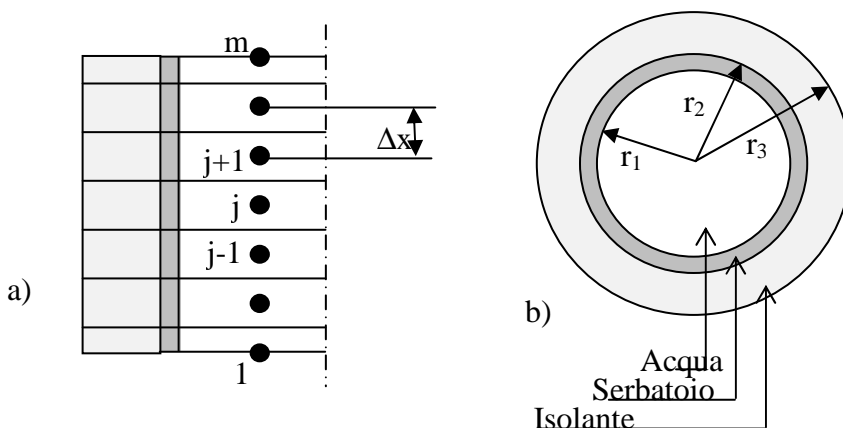 m
Δx
j+1
j
j-1
a)
1
r2
r1
r3
b)
Acqua
Serbatoio
Isolante